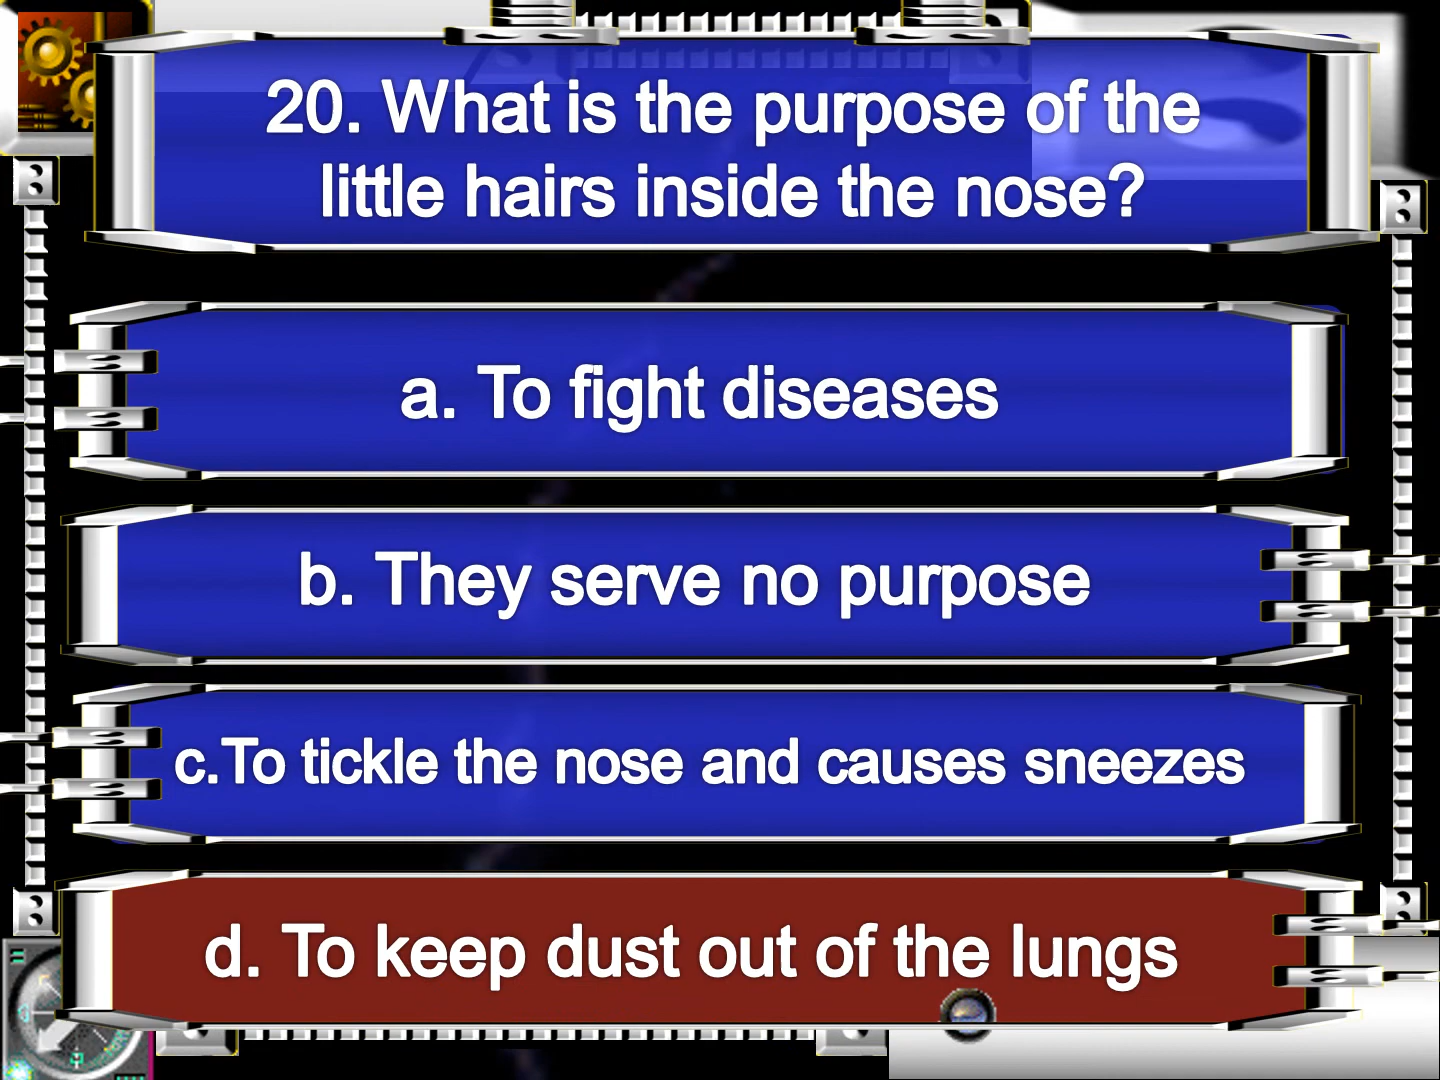 20. What is the purpose of the
little hairs inside the nose?
a. To fight diseases
b. They serve no purpose
c.To tickle the nose and causes sneezes
d. To keep dust out of the lungs